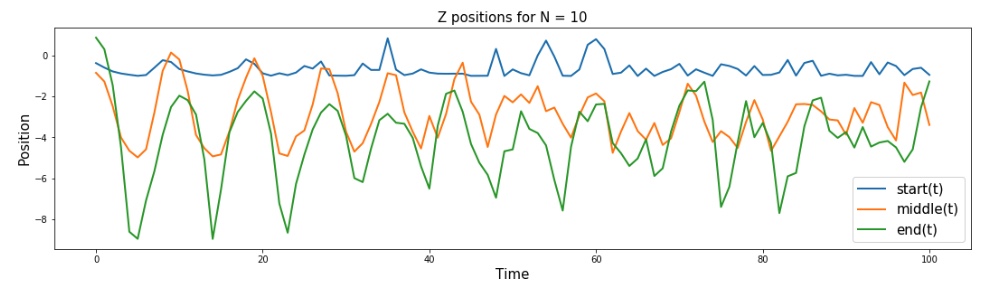 Z positions for N = 10
Position
0
−2
−4
−6
−8
start(t)
middle(t)
end(t)
0 20 40 60 80 100
Time